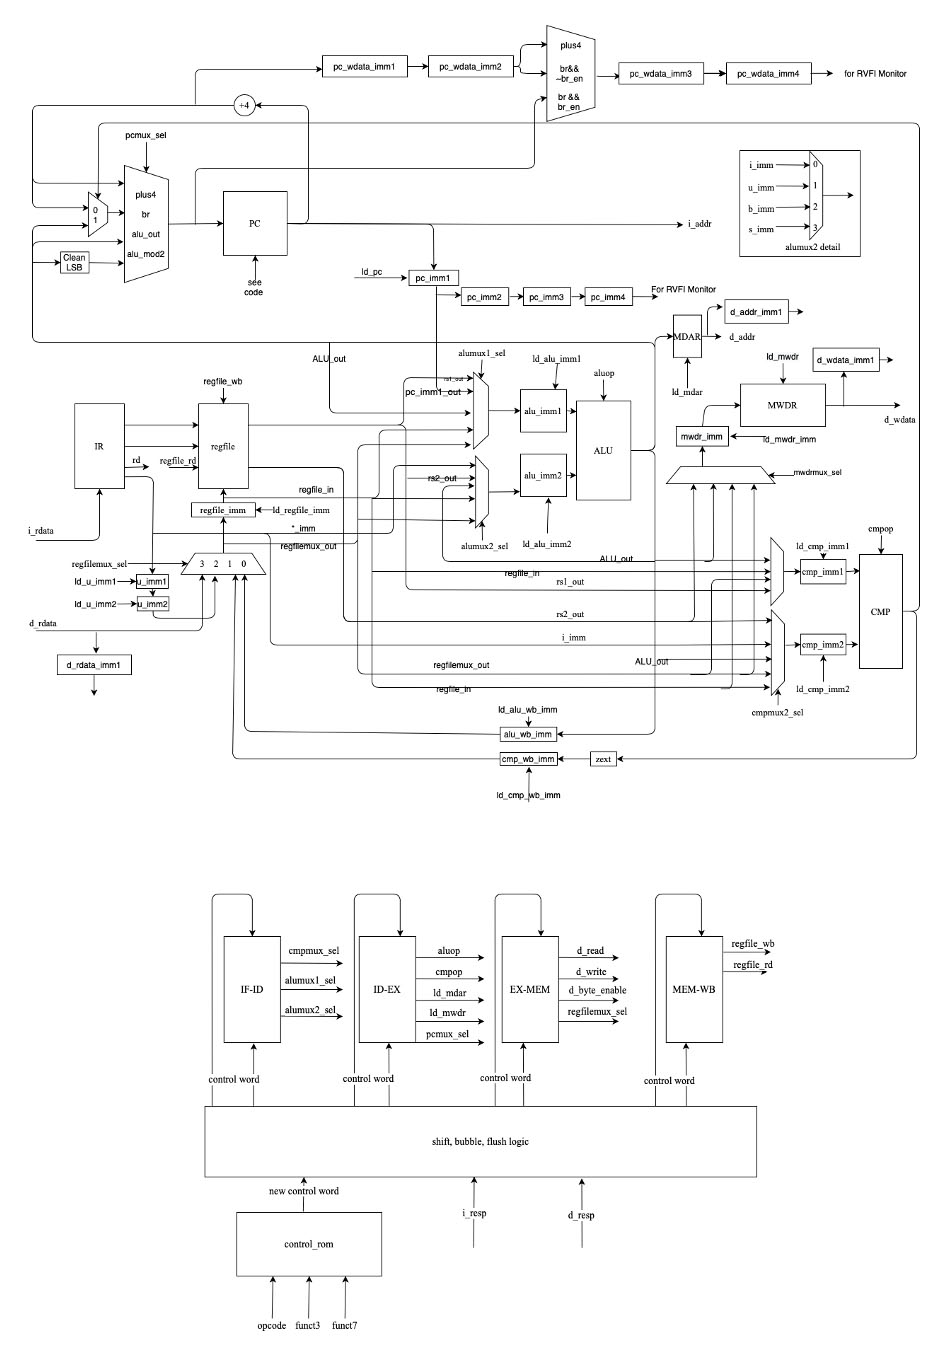 plus4
pc_wdata_imm1
pc_wdata_imm2
br&&
~br_en
pc_wdata_imm3
pc_wdata_imm4
for RVFI Monitor
+4
br &&
br_en
pcmux_sel
i_imm
0
plus4
u_imm
1
0
br
b_imm
2
1
PC
i_addr
s_imm
3
alu_out
alumux2 detail
Clean
LSB
alu_mod2
ld_pc
pc_imm1
see
code
pc_imm2
pc_imm3
pc_imm4
For RVFI Monitor
d_addr_imm1
MDAR
d_addr
ALU_out
alumux1_sel
ld_alu_imm1
ld_mwdr
d_wdata_imm1
regfile_wb
rs1_out
aluop
pc_imm1_out
ld_mdar
alu_imm1
MWDR
d_wdata
IR
regfile
ALU
mwdr_imm
ld_mwdr_imm
rd
regfile_rd
rs2_out
alu_imm2
mwdrmux_sel
regfile_in
regfile_imm
ld_regfile_imm
i_rdata
*_imm
cmpop
regfilemux_out
alumux2_sel
ld_alu_imm2
ld_cmp_imm1
ALU_out
regfilemux_sel
3 2 1 0
regfile_in
cmp_imm1
ld_u_imm1
u_imm1
rs1_out
ld_u_imm2
u_imm2
CMP
rs2_out
d_rdata
i_imm
cmp_imm2
d_rdata_imm1
regfilemux_out
ALU_out
regfile_in
ld_cmp_imm2
ld_alu_wb_imm
cmpmux2_sel
alu_wb_imm
cmp_wb_imm
zext
ld_cmp_wb_imm
cmpmux_sel
aluop
d_read
regfile_wb
cmpop
d_write
regfile_rd
IF-ID
alumux1_sel
ID-EX
ld_mdar
EX-MEM
d_byte_enable
MEM-WB
alumux2_sel
ld_mwdr
regfilemux_sel
pcmux_sel
control word
control word
control word
control word
shift, bubble, flush logic
new control word
i_resp
d_resp
control_rom
opcode
funct3
funct7